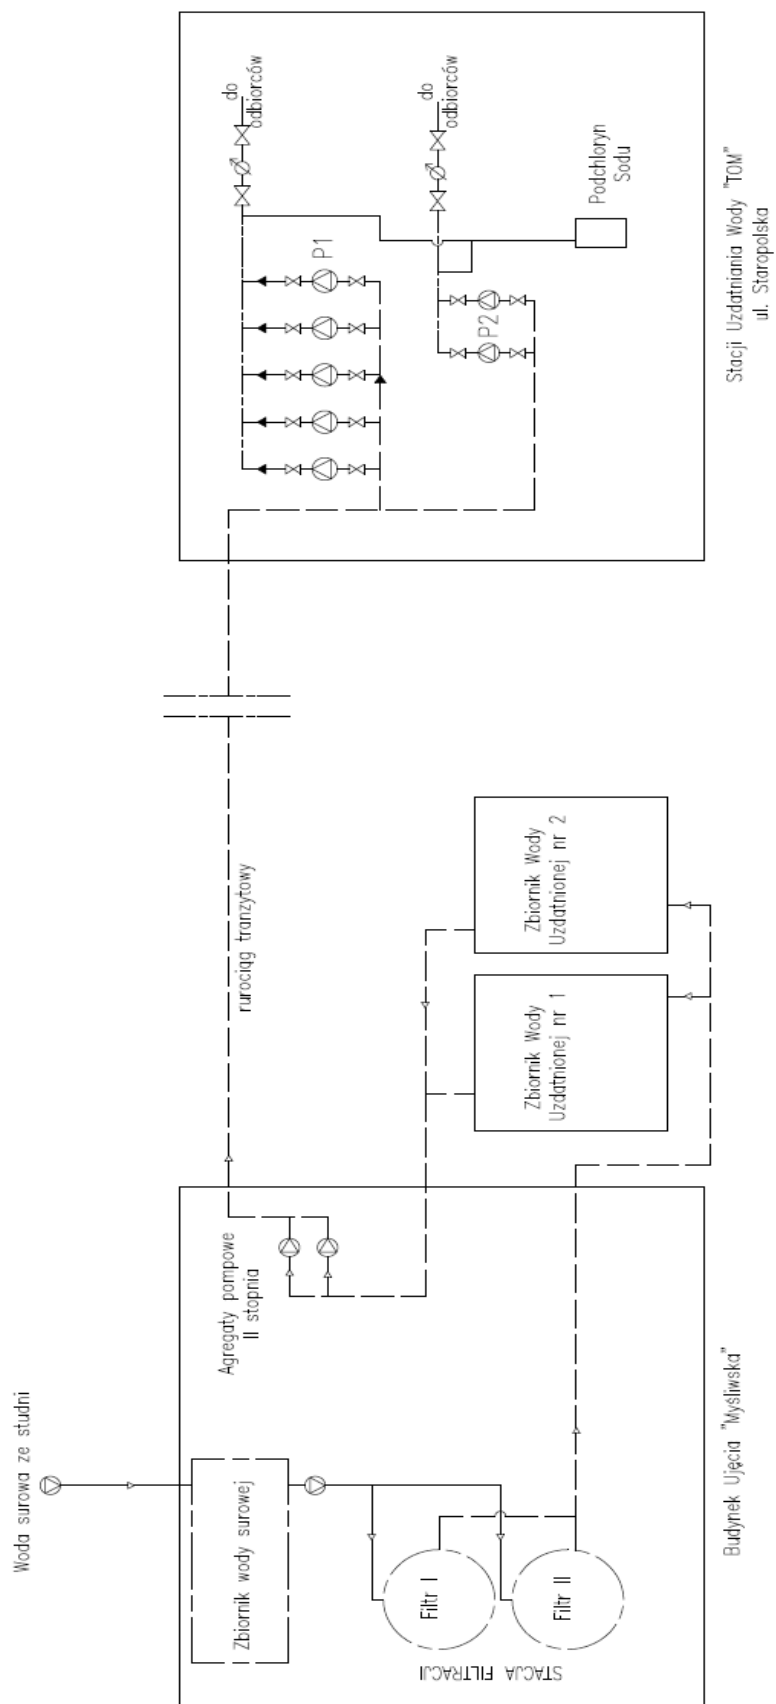 Woda surowa ze studni
Zbiornik wody surowej
Agregaty pompowe
II stopnia
Filtr I
Filtr II
STACJA FILTRACJI
Budynek Ujęcia "Myśliwska"
rurociąg tranzytowy
Zbiornik Wody
Uzdatnionej nr 1
Zbiornik Wody
Uzdatnionej nr 2
P1
P2
do
odbiorców
do
odbiorców
Podchloryn
Sodu
Stacji Uzdatniania Wody "TOM"
ul. Staropolska